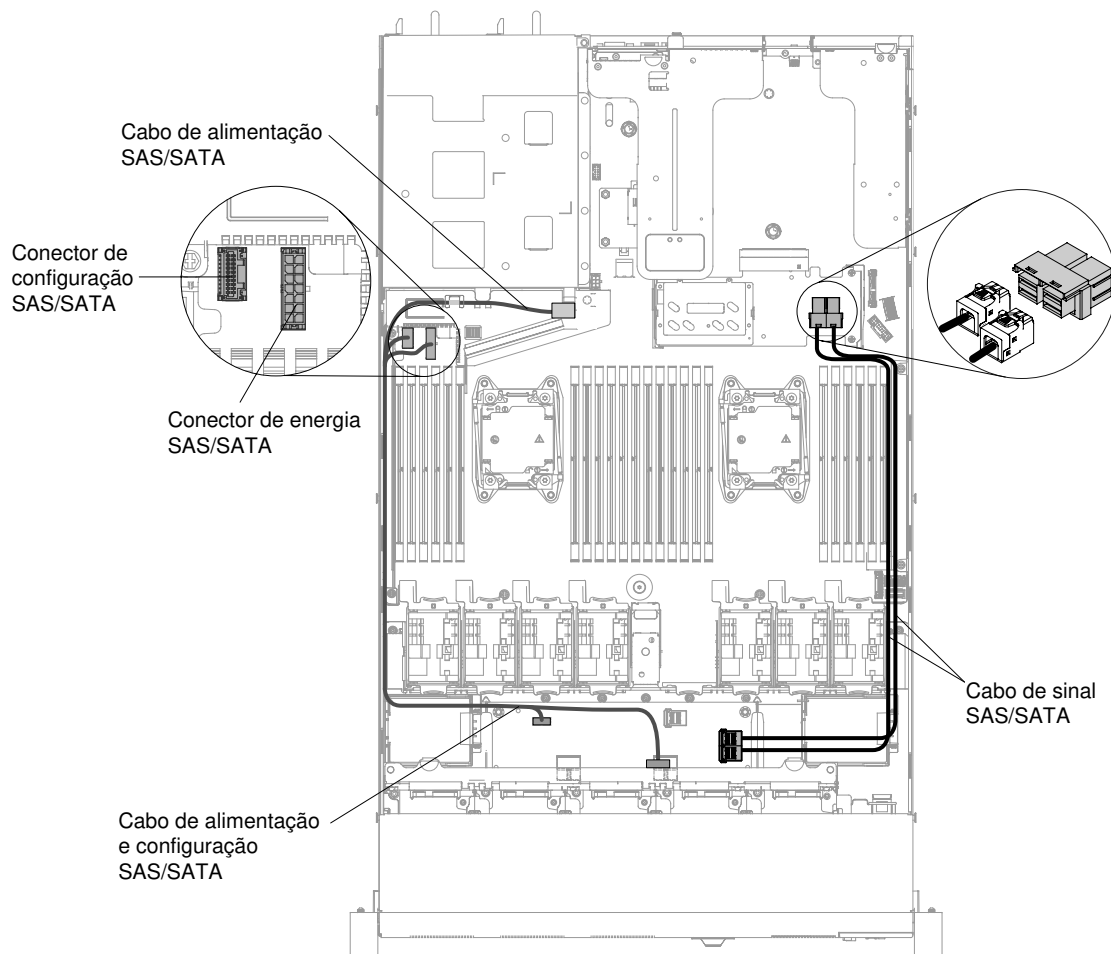 Cabo de alimentação
SAS/SATA
Conector de
configuração
SAS/SATA
Conector de energia
SAS/SATA
Cabo de sinal
SAS/SATA
Cabo de alimentação
e configuração
SAS/SATA